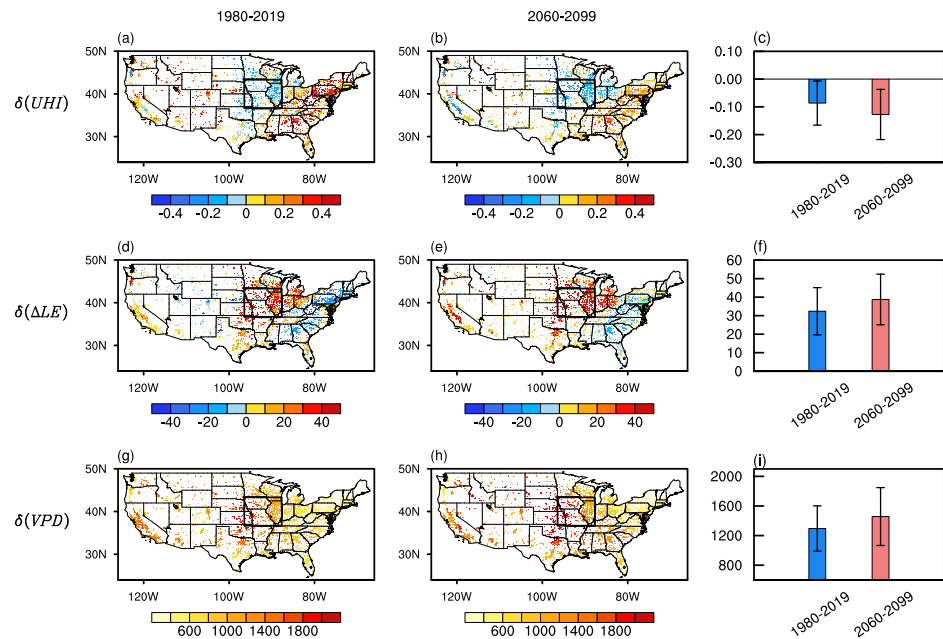 1980-2019 2060-2099
(a) (b) (c)
50N 50N 0.10
0.00
δ(UHI) 40N 40N -0.10
30N 30N -0.20
-0.30
120W 100W 80W 120W 100W 80W
1980-2019 2060-2099
-0.4 -0.2 0 0.2 0.4 -0.4 -0.2 0 0.2 0.4
(d) (e) (f)
50N 50N 60
50
40
δ(ΔLE) 40N 40N 30
20
30N 30N 10
0
120W 100W 80W 120W 100W 80W
1980-2019 2060-2099
-40 -20 0 20 40 -40 -20 0 20 40
(g) (h) (i)
50N 50N 2000
1600
δ(VPD) 40N 40N 1200
30N 30N 800
120W 100W 80W 120W 100W 80W
1980-2019 2060-2099
600 1000 1400 1800 600 1000 1400 1800